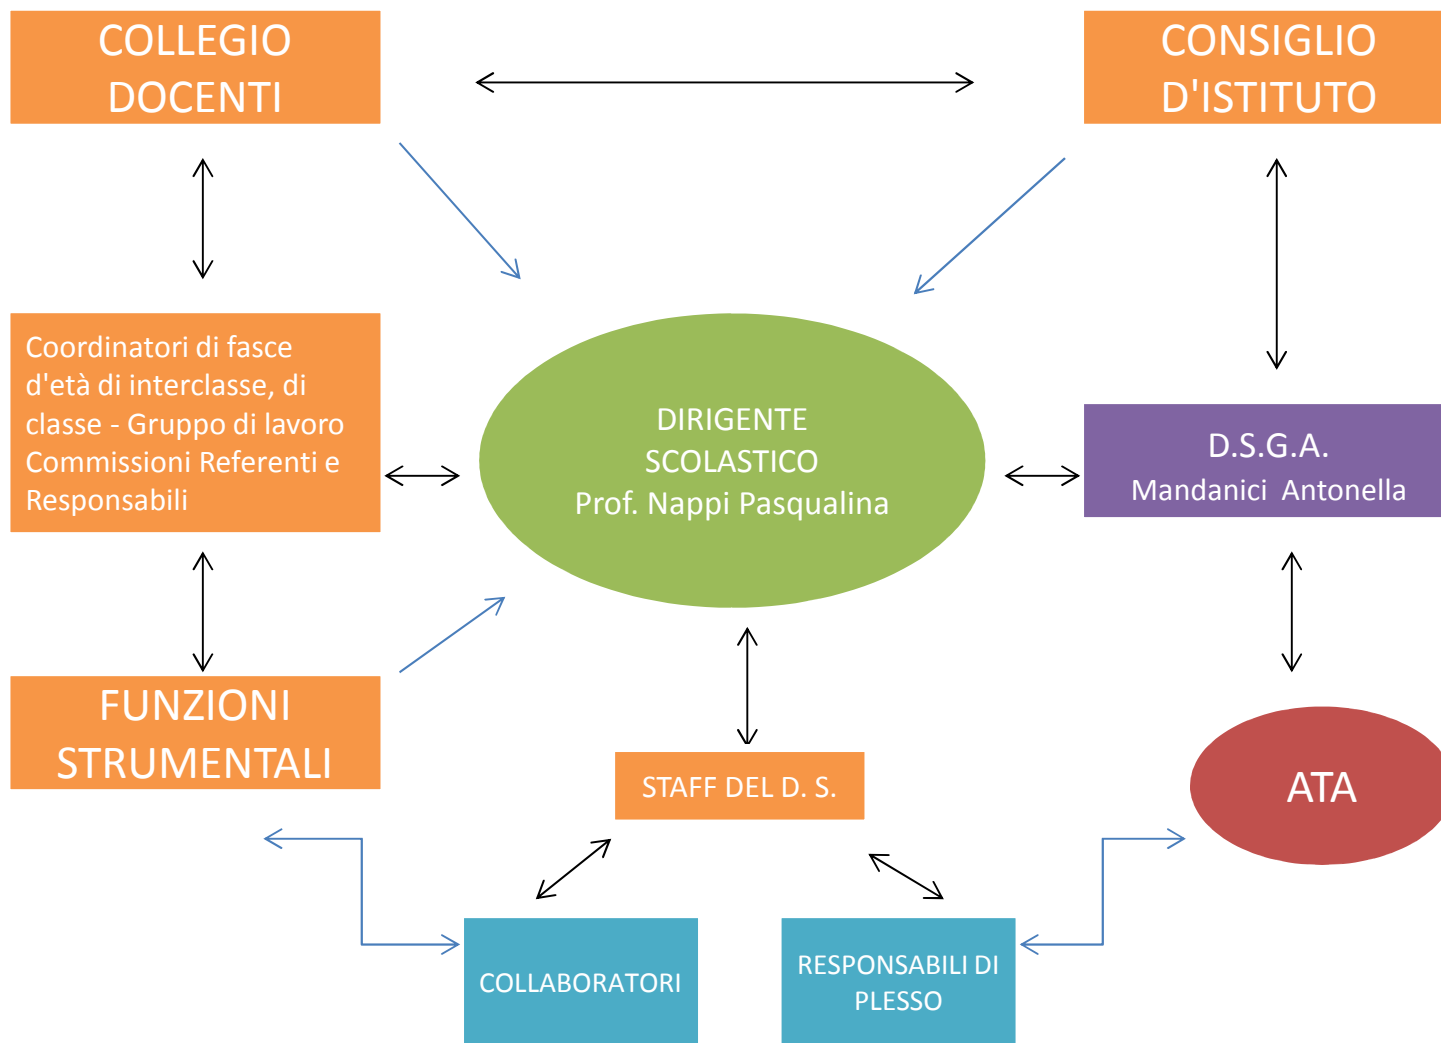 COLLEGIO
DOCENTI
CONSIGLIO
D'ISTITUTO
Coordinatori di fasce
d'età di interclasse, di
classe - Gruppo di lavoro
Commissioni Referenti e
Responsabili
DIRIGENTE
SCOLASTICO
Prof. Nappi Pasqualina
D.S.G.A.
Mandanici Antonella
FUNZIONI
STRUMENTALI
STAFF DEL D. S.
ATA
COLLABORATORI
RESPONSABILI DI
PLESSO